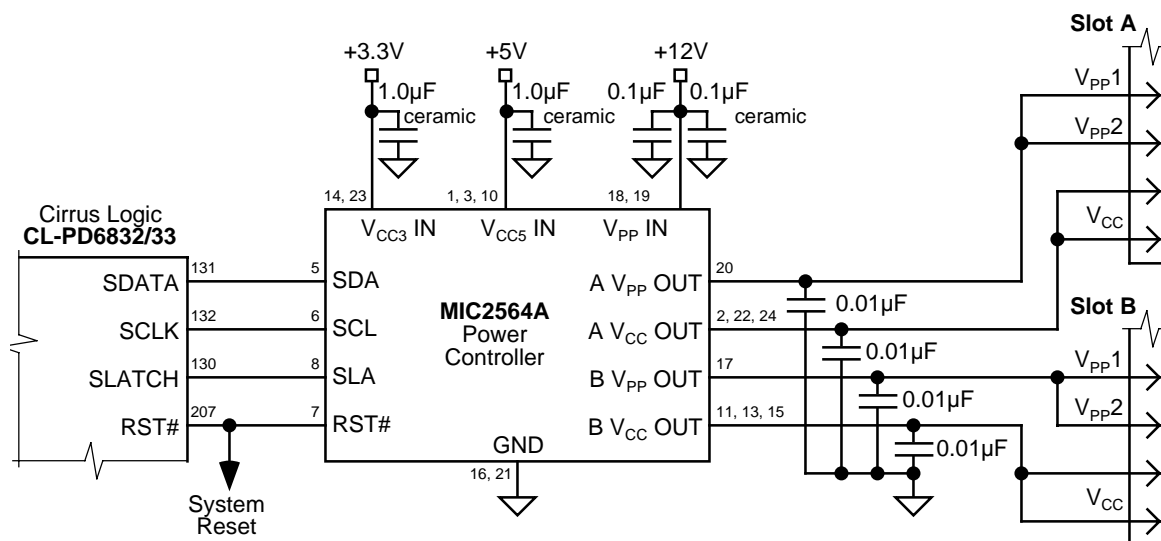 Slot A
+3.3V
+5V
+12V
1.0µF
ceramic
1.0µF
ceramic
0.1µF
0.1µF
ceramic
VPP1
VPP2
VCC
14, 23
1, 3, 10
18, 19
Cirrus Logic
CL-PD6832/33
VCC3 IN
VCC5 IN
VPP IN
SDATA
131
5
SDA
A VPP OUT
20
MIC2564A
Power
Controller
0.01µF
Slot B
SCLK
132
6
SCL
A VCC OUT
2, 22, 24
0.01µF
SLATCH
130
8
SLA
B VPP OUT
17
VPP1
0.01µF
VPP2
RST#
207
7
RST#
B VCC OUT
11, 13, 15
GND
0.01µF
16, 21
System
Reset
VCC